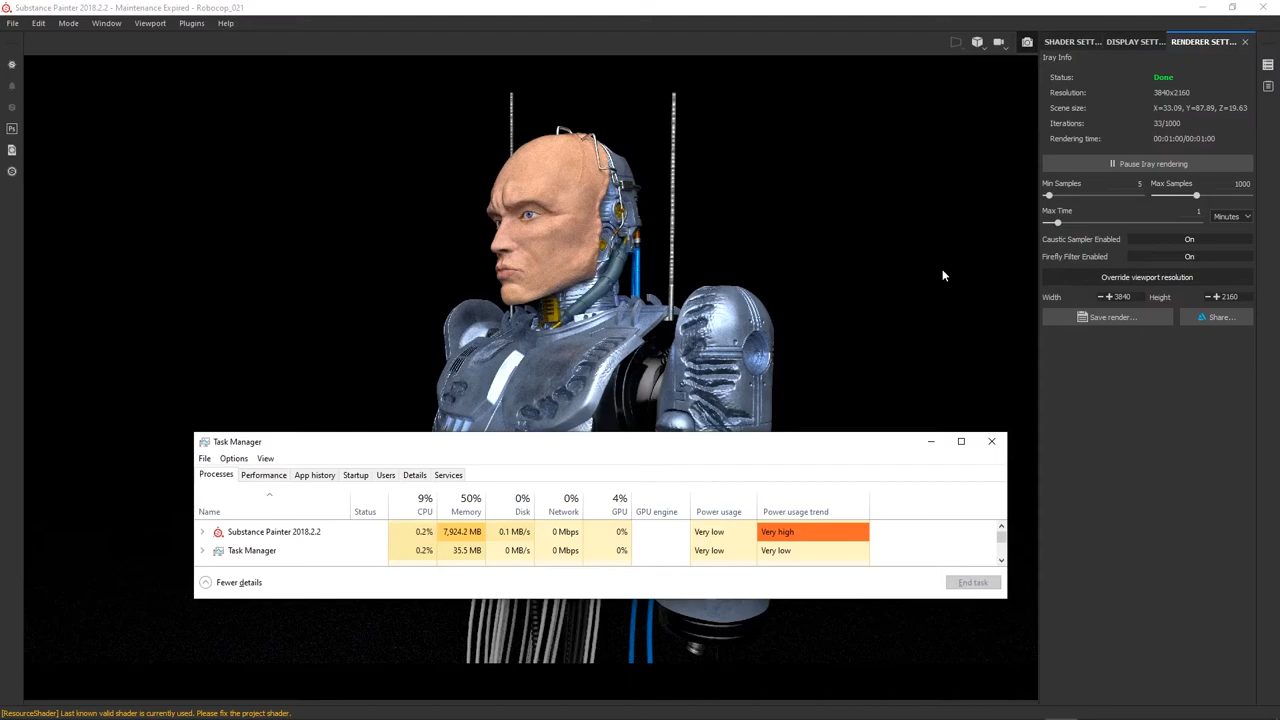 Substance Painter 2018.2.2 - Maintenance Expired - Robocop_021
File Edit Mode Window Viewport Plugins Help
SHADER SETT... DISPLAY SETT... RENDERER SETT...
Iray Info
Status: Done
Resolution: 3840x2160
Scene size: X=33.09, Y=87.89, Z=19.63
Iterations: 33/1000
Rendering time: 00:01:00/00:01:00
Pause Iray rendering
Min Samples 5 Max Samples 1000
Max Time 1 Minutes
Caustic Sampler Enabled On
Firefly Filter Enabled On
Override viewport resolution
Width 3840 Height 2160
Save render... Share...
Ps
Task Manager
File Options View
Processes Performance App history Startup Users Details Services
9% 50% 0% 0% 4%
Name Status CPU Memory Disk Network GPU GPU engine Power usage Power usage trend
Substance Painter 2018.2.2 0.2% 7,924.2 MB 0.1 MB/s 0 Mbps 0% Very low Very high
Task Manager 0.2% 35.5 MB 0 MB/s 0 Mbps 0% Very low Very low
Fewer details End task
[ResourceShader] Last known valid shader is currently used. Please fix the project shader.